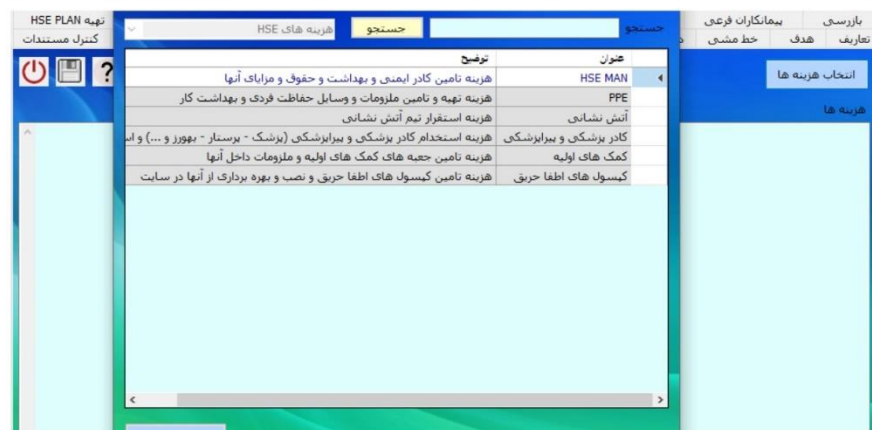 بازرسی پیمانکاران فرعی
تهیه HSE PLAN
تعاریف هدف خط مشی
کنترل مستندات
جستجو
جستجو
هزینه های HSE
انتخاب هزینه ها
هزینه ها
عنوان توضیح
HSE MAN هزینه تامین کادر ایمنی و بهداشت و حقوق و مزایای آنها
PPE هزینه تهیه و تامین ملزومات و وسایل حفاظت فردی و بهداشت کار
آتش نشانی هزینه استقرار تیم آتش نشانی
کادر پزشکی و پیراپزشکی هزینه استخدام کادر پزشکی و پیراپزشکی (پزشک - پرستار - بهورز و ...) و
کمک های اولیه هزینه تامین جعبه های کمک های اولیه و ملزومات داخل آنها
کپسول های اطفا حریق هزینه تامین کپسول های اطفا حریق و نصب و بهره برداری از آنها در سایت